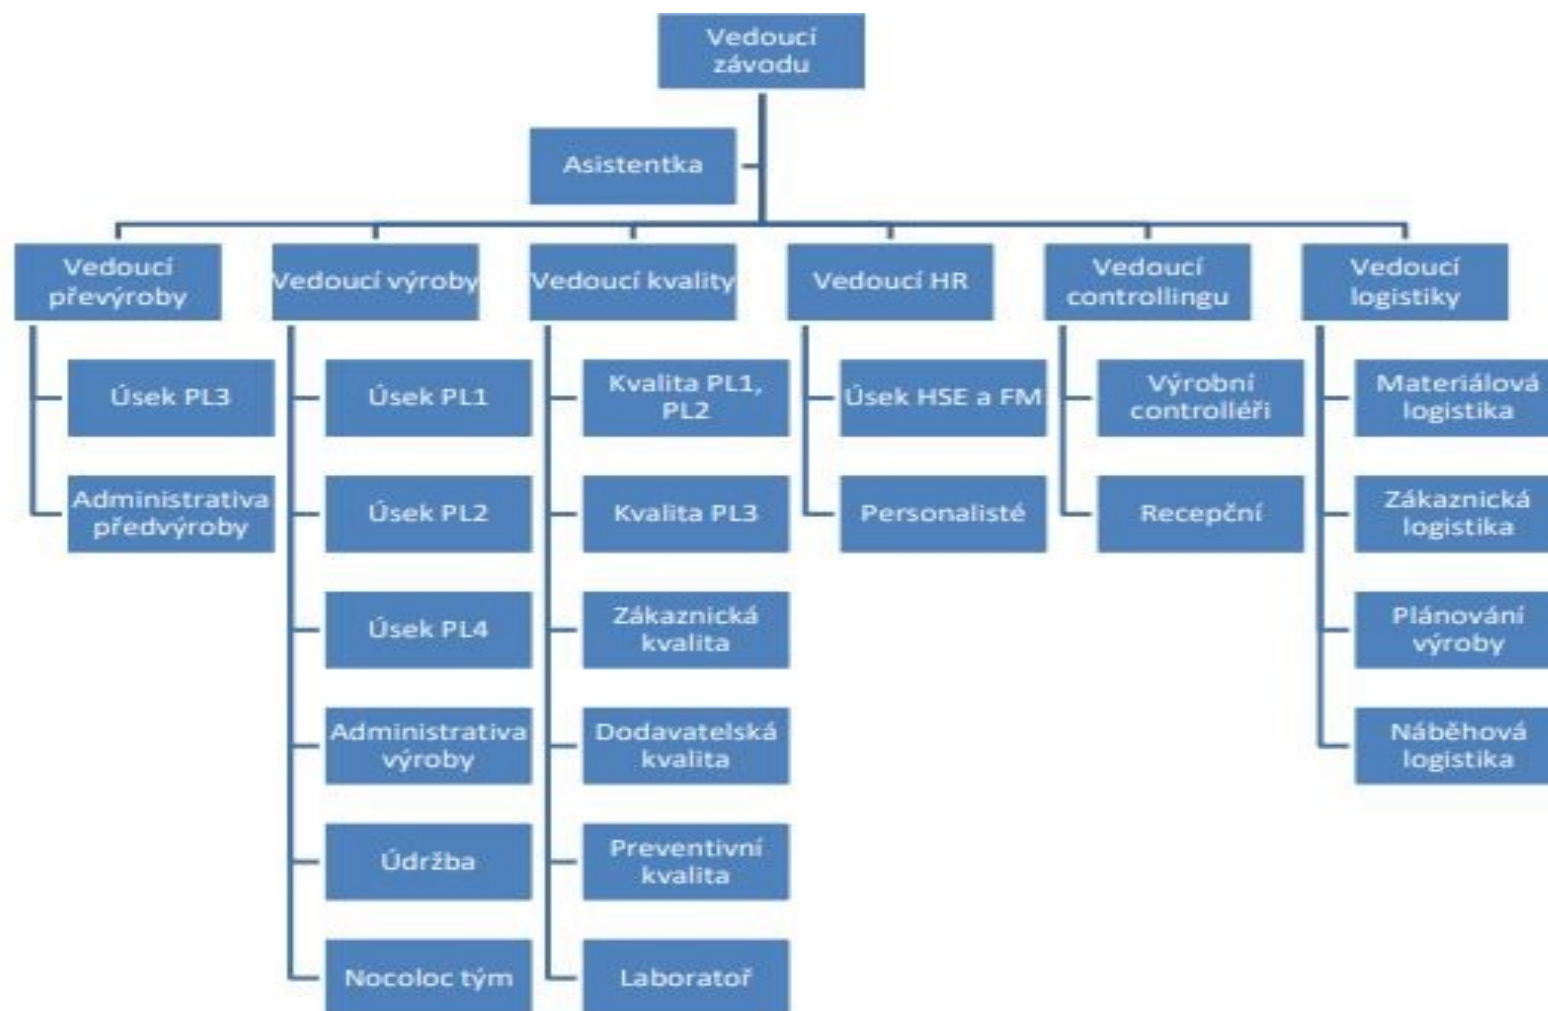 Vedoucí
závodu
Asistentka
Vedoucí
převýroby
Vedoucí výroby
Vedoucí kvality
Vedoucí HR
Vedoucí
controllingu
Vedoucí
logistiky
Úsek PL3
Administrativa
předvýroby
Úsek PL1
Úsek PL2
Úsek PL4
Administrativa
výroby
Údržba
Nocoloc tým
Kvalita PL1,
PL2
Kvalita PL3
Zákaznická
kvalita
Dodavatelská
kvalita
Preventivní
kvalita
Laboratoř
Úsek HSE a FM
Personalisté
Výrobní
controlléři
Recepční
Materiálová
logistika
Zákaznická
logistika
Plánování
výroby
Náběhová
logistika